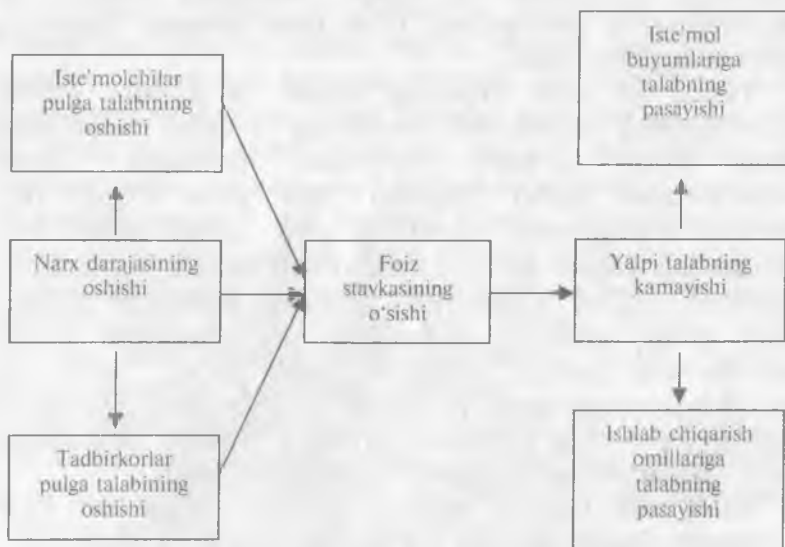 Iste'molchilar
pulga talabining
oshishi
Narx darajasining
oshishi
Tadbirkorlar
pulga talabining
oshishi
Foiz
stavkasining
o‘sishi
Iste'mol
buyumlariga
talabning
pasayishi
Yalpi talabning
kamayishi
Ishlab chiqarish
omillariga
talabning
pasayishi